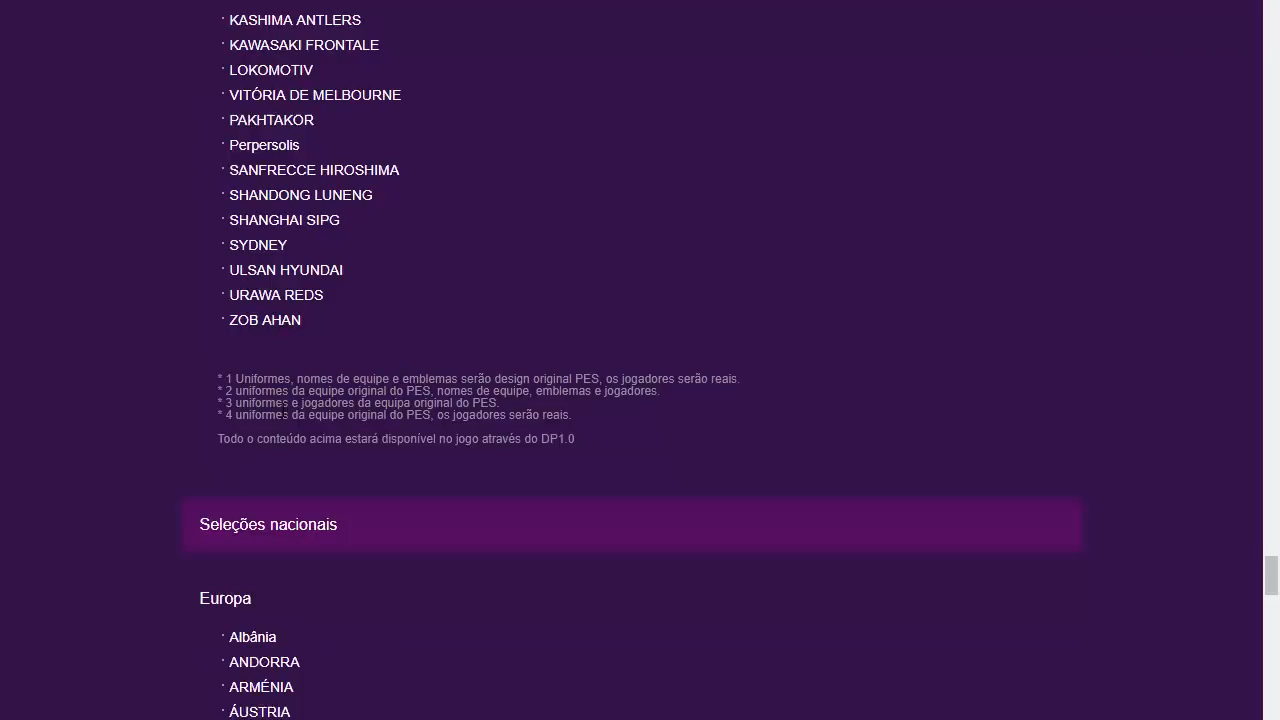 · KASHIMA ANTLERS
· KAWASAKI FRONTALE
· LOKOMOTIV
· VITÓRIA DE MELBOURNE
· PAKHTAKOR
· Perpersolis
· SANFRECCE HIROSHIMA
· SHANDONG LUNENG
· SHANGHAI SIPG
· SYDNEY
· ULSAN HYUNDAI
· URAWA REDS
· ZOB AHAN
* 1 Uniformes, nomes de equipe e emblemas serão design original PES, os jogadores serão reais.
* 2 uniformes da equipe original do PES, nomes de equipe, emblemas e jogadores.
* 3 uniformes e jogadores da equipa original do PES.
* 4 uniformes da equipe original do PES, os jogadores serão reais.
Todo o conteúdo acima estará disponível no jogo através do DP1.0
Seleções nacionais
Europa
· Albânia
· ANDORRA
· ARMÉNIA
· ÁUSTRIA